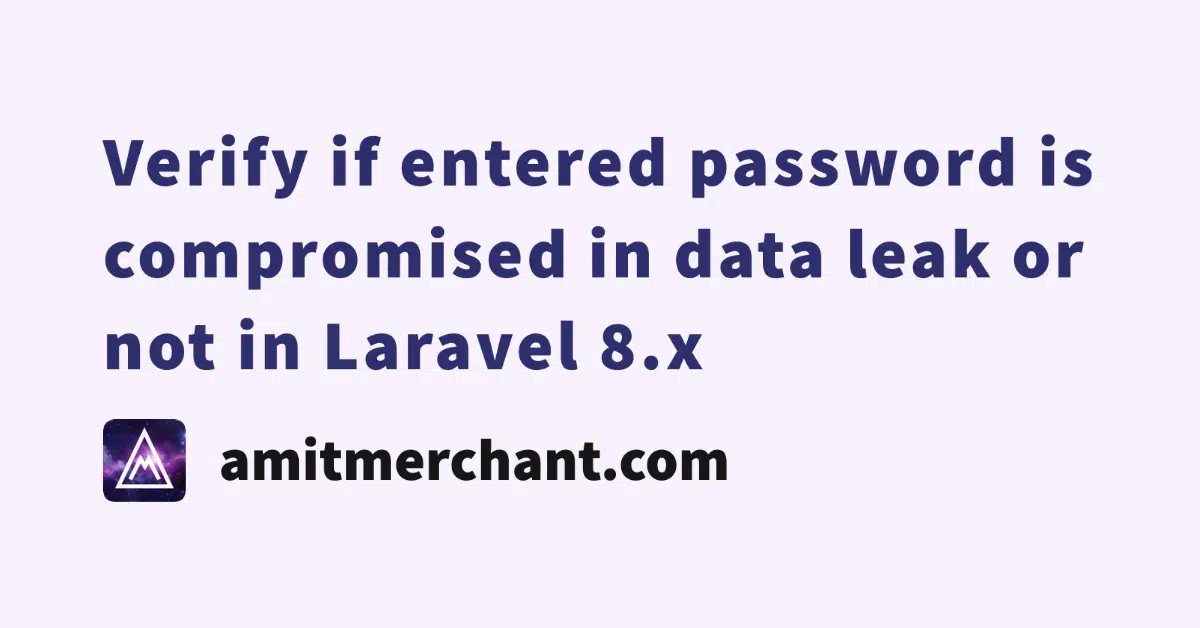 Verify if entered password is
compromised in data leak or
not in Laravel 8.x
amitmerchant.com